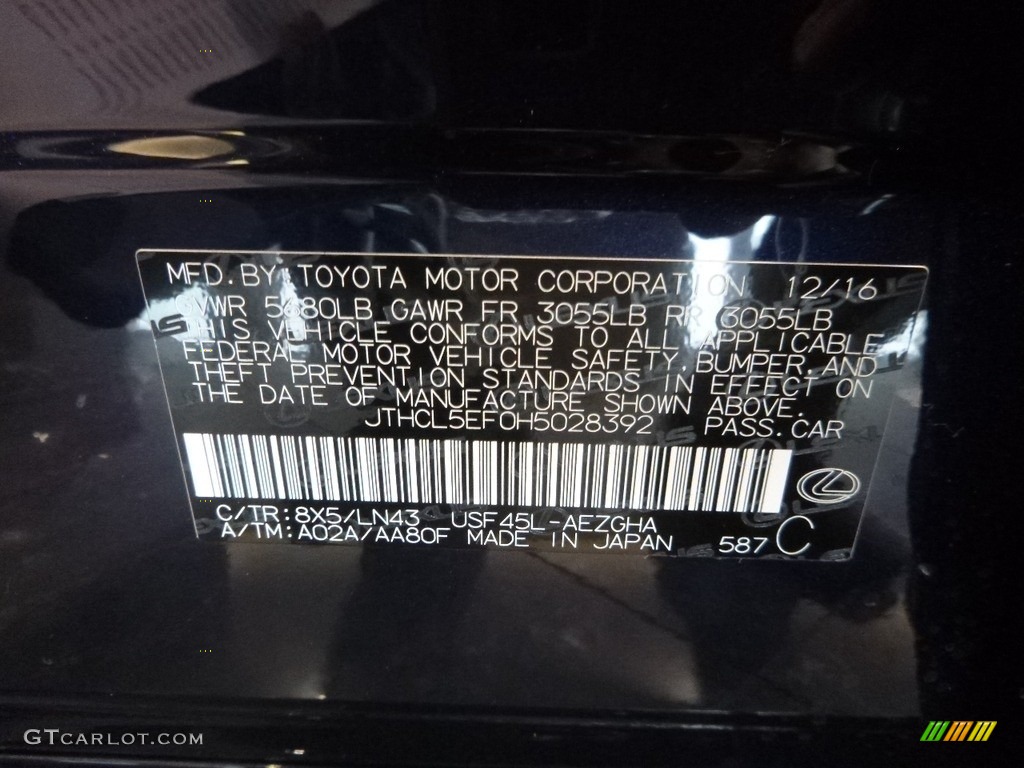 MFD.BY TOYOTA MOTOR CORPORATION 12/16
GVWR 5680LB GAWR FR 3055LB RR 3055LB
THIS VEHICLE CONFORMS TO ALL APPLICABLE
FEDERAL MOTOR VEHICLE SAFETY,BUMPER,AND
THEFT PREVENTION STANDARDS IN EFFECT ON
THE DATE OF MANUFACTURE SHOWN ABOVE.
JTHCL5EF0H5028392 PASS.CAR
C/TR:8X5/LN43 USF45L-AEZGHA
A/TM:A02A/AA80F MADE IN JAPAN 587 C
GTCARLOT.COM